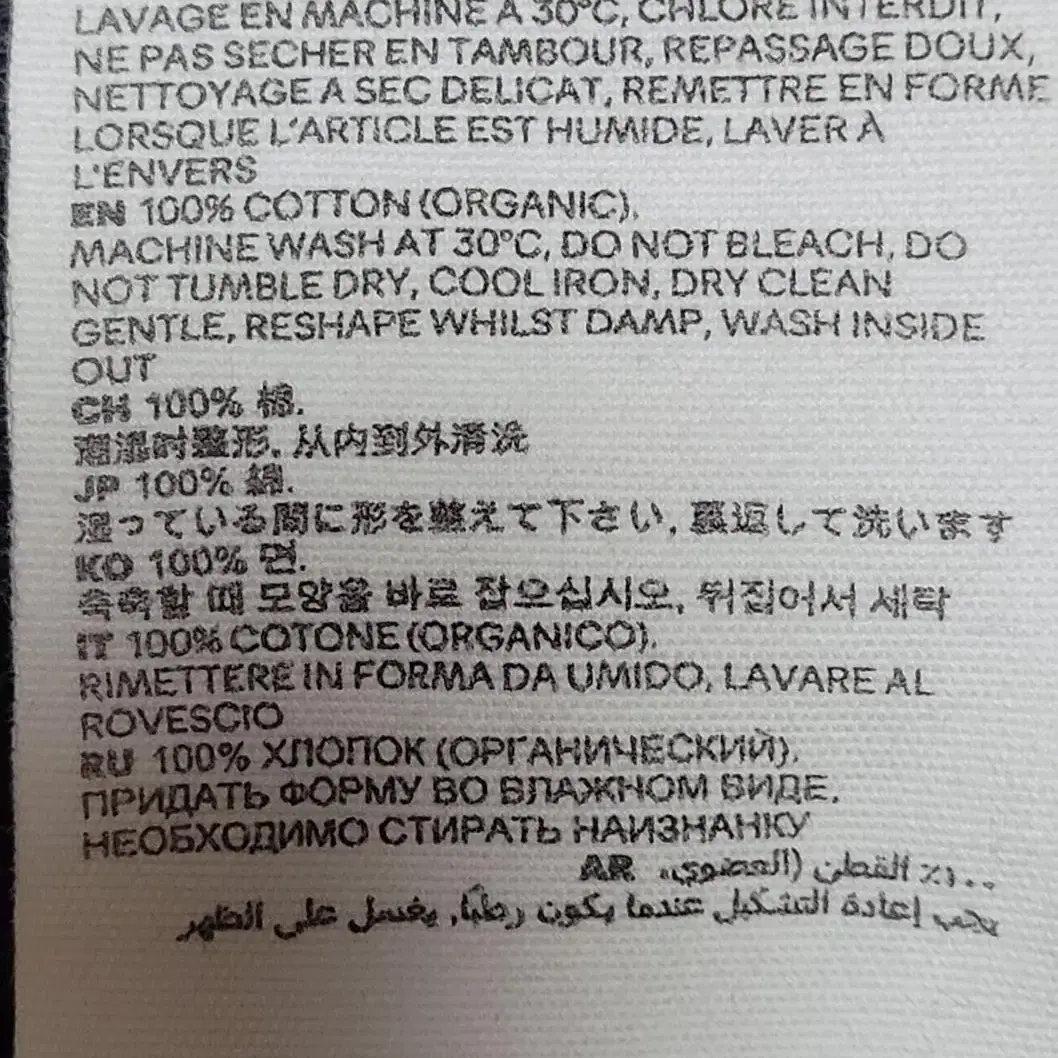 LAVAGE EN MACHINE A 30°C, CHLORE INTERDIT,
NE PAS SECHER EN TAMBOUR, REPASSAGE DOUX,
NETTOYAGE A SEC DELICAT, REMETTRE EN FORME
LORSQUE L'ARTICLE EST HUMIDE, LAVER À
L'ENVERS
EN 100% COTTON (ORGANIC).
MACHINE WASH AT 30°C, DO NOT BLEACH, DO
NOT TUMBLE DRY, COOL IRON, DRY CLEAN
GENTLE, RESHAPE WHILST DAMP, WASH INSIDE
OUT
CH 100% 棉.
潮湿时整形. 从内到外清洗
JP 100% 綿.
湿っている間に形を整えて下さい, 裏返して洗います
KO 100% 면.
축축할 때 모양을 바로 잡으십시오, 뒤집어서 세탁
IT 100% COTONE (ORGANICO).
RIMETTERE IN FORMA DA UMIDO, LAVARE AL
ROVESCIO
RU 100% ХЛОПОК (ОРГАНИЧЕСКИЙ).
ПРИДАТЬ ФОРМУ ВО ВЛАЖНОМ ВИДЕ,
НЕОБХОДИМО СТИРАТЬ НАИЗНАНКУ
١٠٠٪ القطن (العضوي). AR
يجب إعادة التشكيل عندما يكون رطبًا, يغسل على الظهر